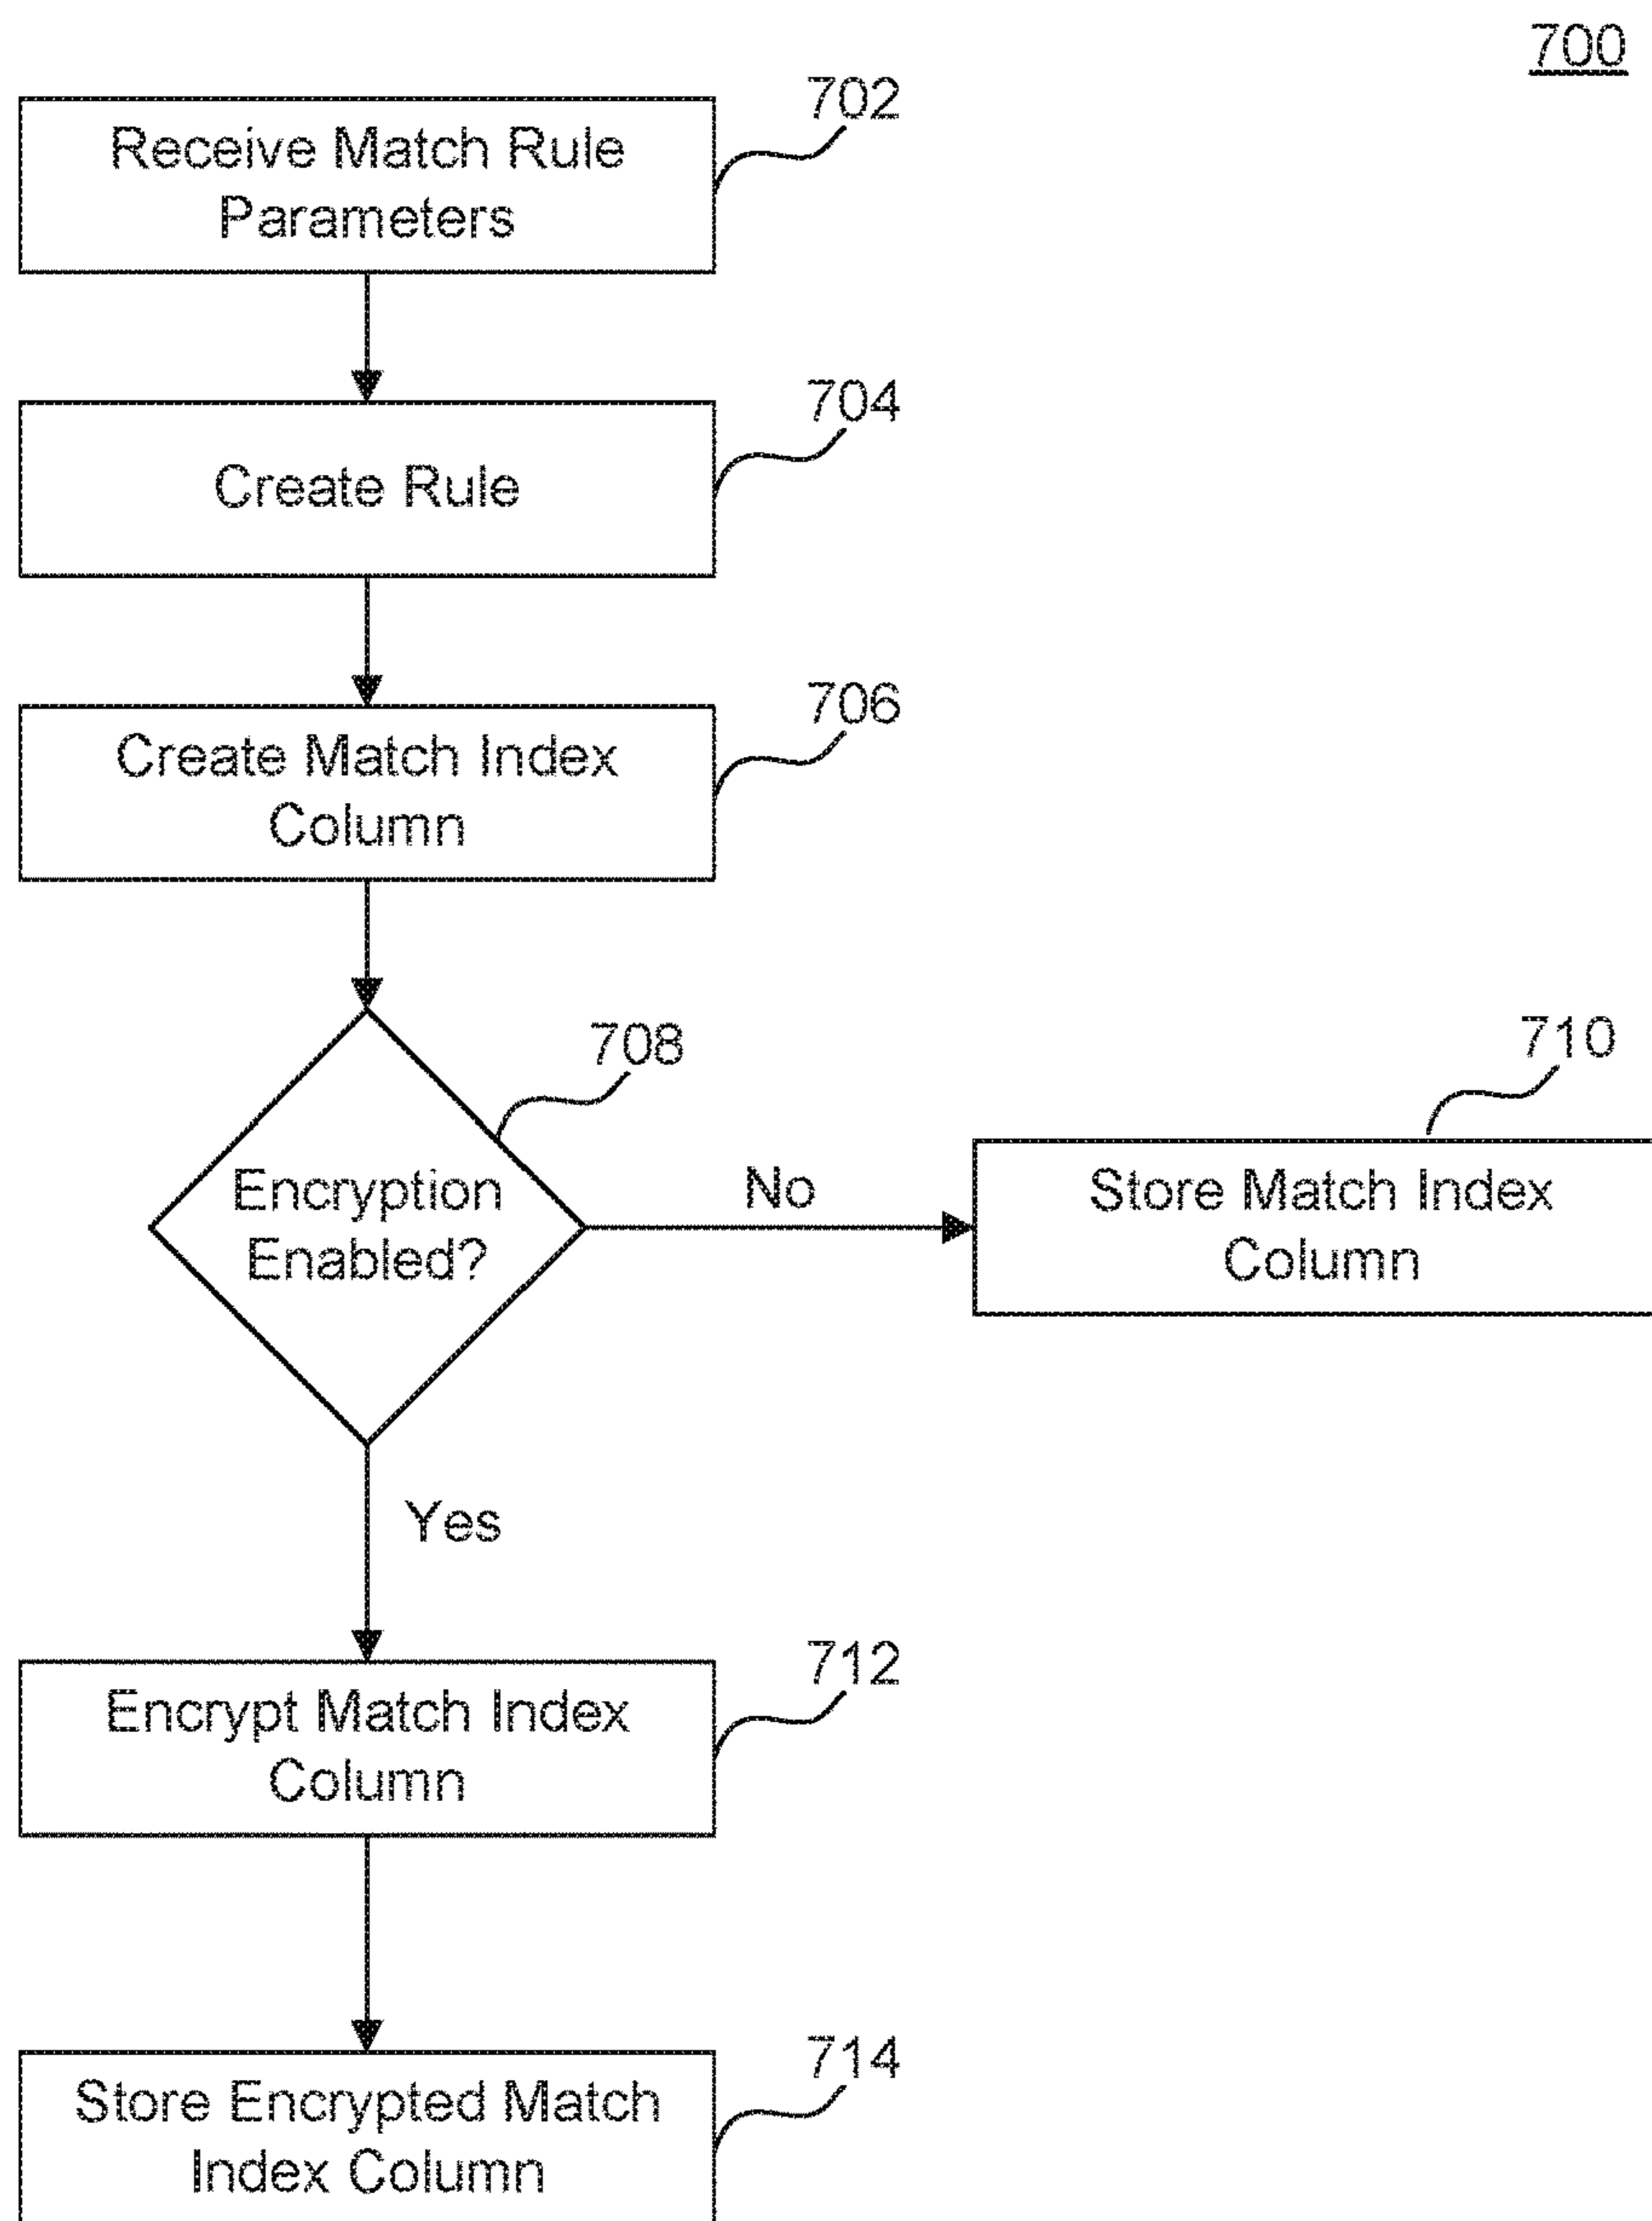 700
702
Receive Match Rule
Parameters
704
Create Rule
706
Create Match Index
Column
708
Encryption
Enabled?
No
710
Store Match Index
Column
Yes
712
Encrypt Match Index
Column
714
Store Encrypted Match
Index Column